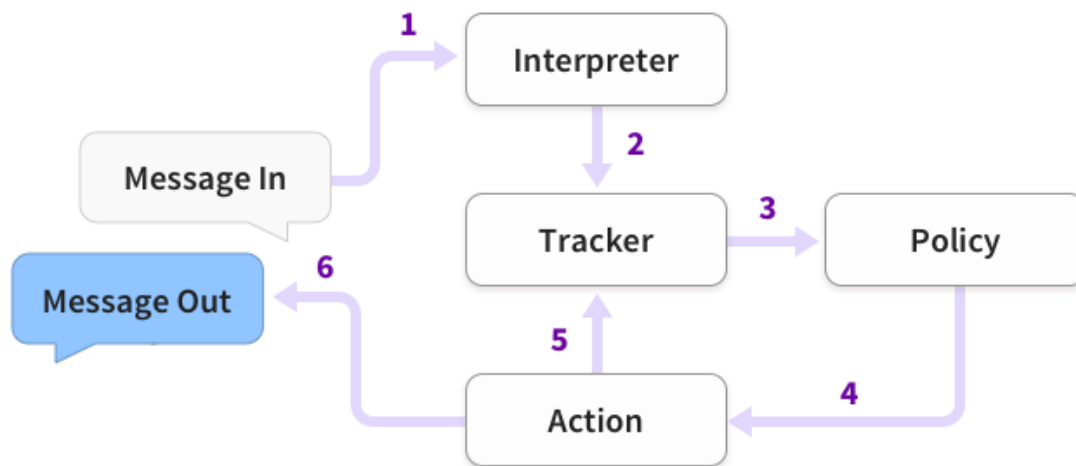 1
Interpreter
2
Message In
3
Tracker
Policy
6
Message Out
5
4
Action